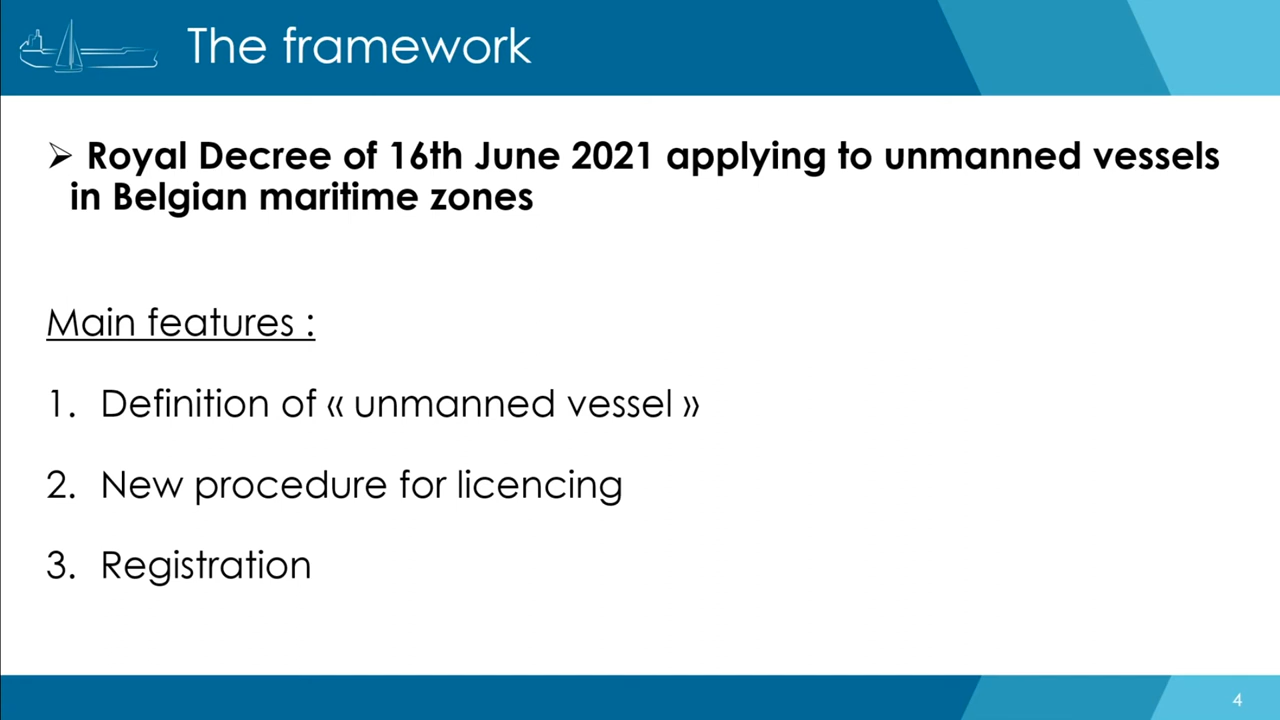 The framework
➢ Royal Decree of 16th June 2021 applying to unmanned vessels
in Belgian maritime zones
Main features :
1. Definition of « unmanned vessel »
2. New procedure for licencing
3. Registration
4